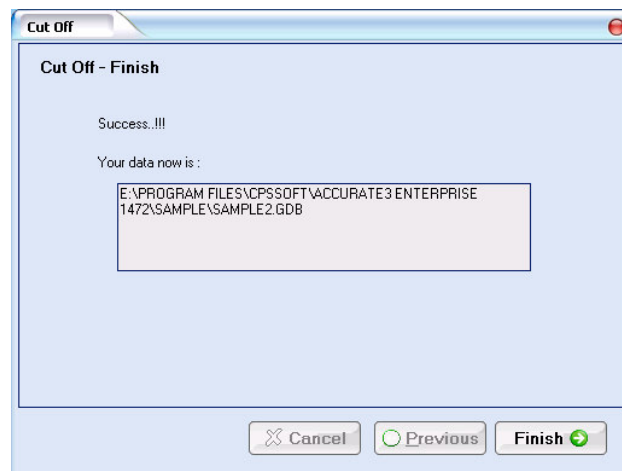 Cut Off
Cut Off - Finish
Success..!!!
Your data now is :
E:\PROGRAM FILES\CPSSOFT\ACCURATE3 ENTERPRISE
1472\SAMPLE\SAMPLE2.GDB
Cancel
Previous
Finish